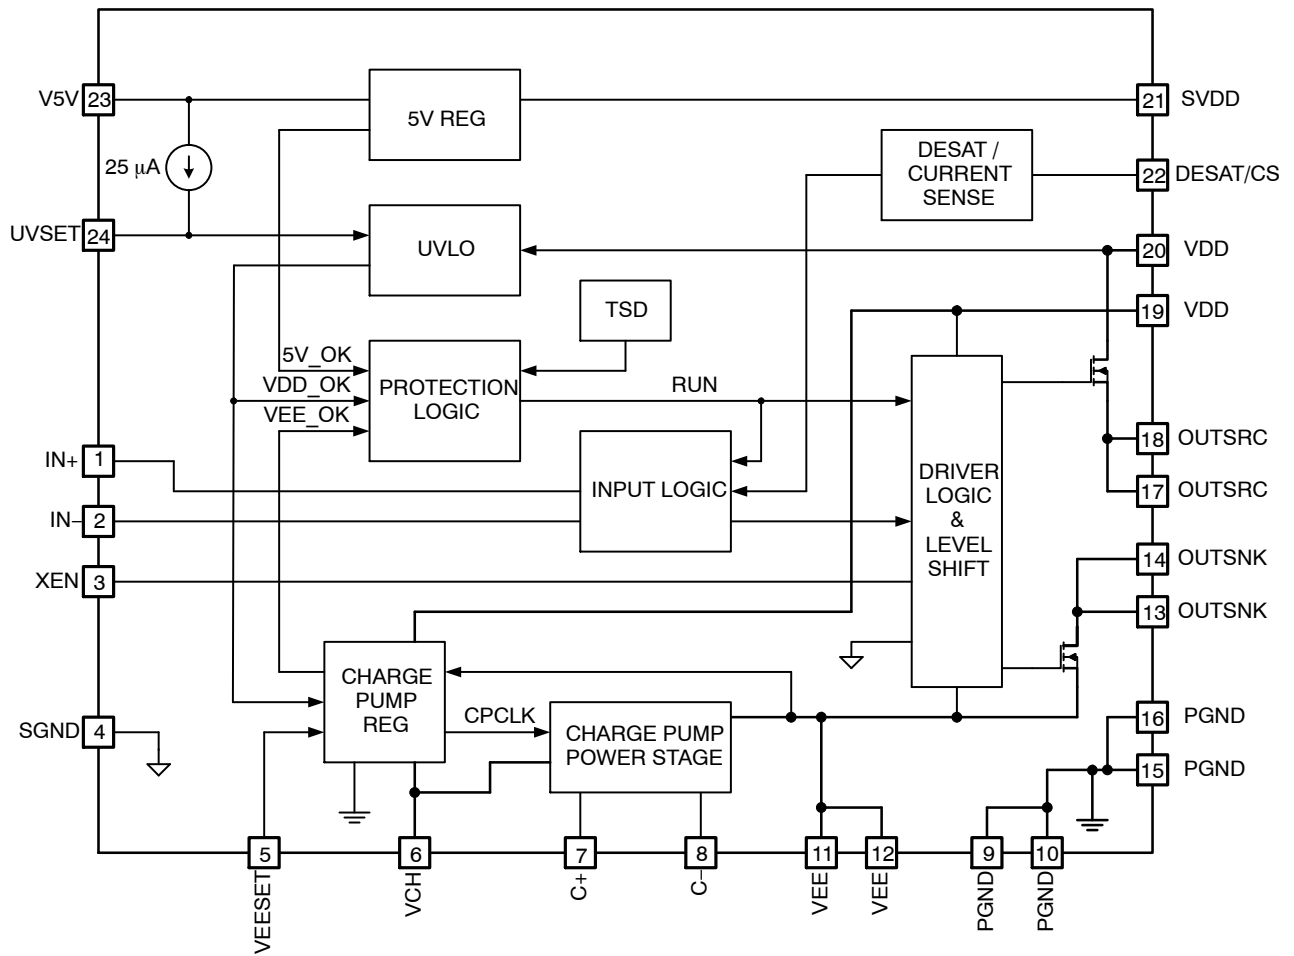 V5V 23
5V REG
21 SVDD
25 µA
DESAT /
CURRENT
SENSE
22 DESAT/CS
UVSET 24
UVLO
20 VDD
TSD
19 VDD
5V_OK
VDD_OK
VEE_OK
PROTECTION
LOGIC
RUN
18 OUTSRC
IN+ 1
INPUT LOGIC
DRIVER
LOGIC
&
LEVEL
SHIFT
17 OUTSRC
IN– 2
14 OUTSNK
XEN 3
13 OUTSNK
CHARGE
PUMP
REG
CPCLK
CHARGE PUMP
POWER STAGE
SGND 4
16 PGND
15 PGND
5 VEESET
6 VCH
7 C+
8 C–
11 VEE
12 VEE
9 PGND
10 PGND